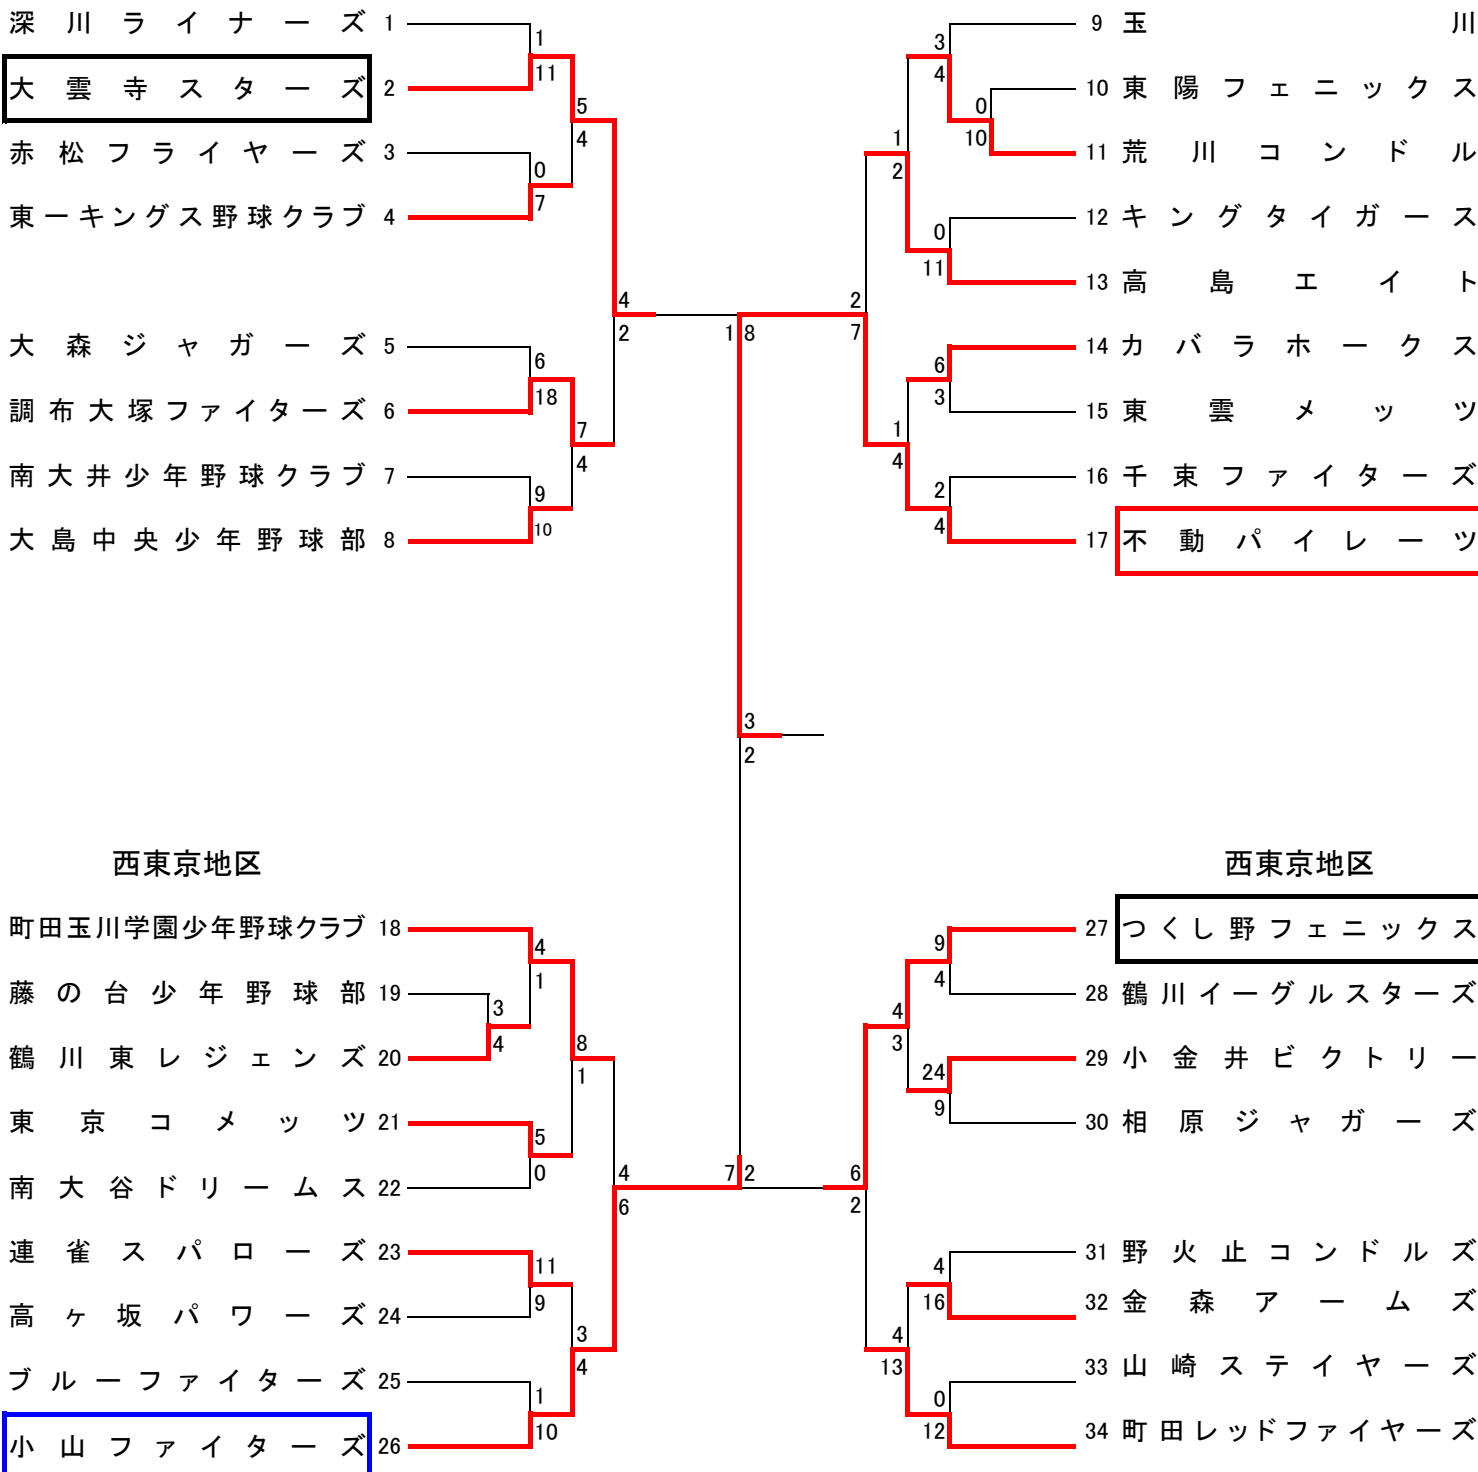 深川ライナーズ 1
1
大雲寺スターズ 2
11
5
赤松フライヤーズ 3
4
0
東一キングス野球クラブ 4
7
4
2
大森ジャガーズ 5
6
調布大塚ファイターズ 6
18
7
南大井少年野球クラブ 7
4
9
大島中央少年野球部 8
10
1 8
9 玉川
3
4
10 東陽フェニックス
0
10
11 荒川コンドル
1
2
12 キングタイガース
0
11
13 高島エイト
2
7
14 カバラホークス
6
3
15 東雲メッツ
1
4
16 千束ファイターズ
2
4
17 不動パイレーツ
3
2
西東京地区
町田玉川学園少年野球クラブ 18
4
1
藤の台少年野球部 19
3
4
鶴川東レジェンズ 20
8
1
東京コメッツ 21
5
0
南大谷ドリームス 22
4
6
連雀スパローズ 23
11
9
高ヶ坂パワーズ 24
3
4
ブルーファイターズ 25
1
10
小山ファイターズ 26
7 2
西東京地区
27 つくし野フェニックス
9
4
28 鶴川イーグルスターズ
4
3
29 小金井ビクトリー
24
9
30 相原ジャガーズ
6
2
31 野火止コンドルズ
4
16
32 金森アームズ
4
13
33 山崎ステイヤーズ
0
12
34 町田レッドファイヤーズ